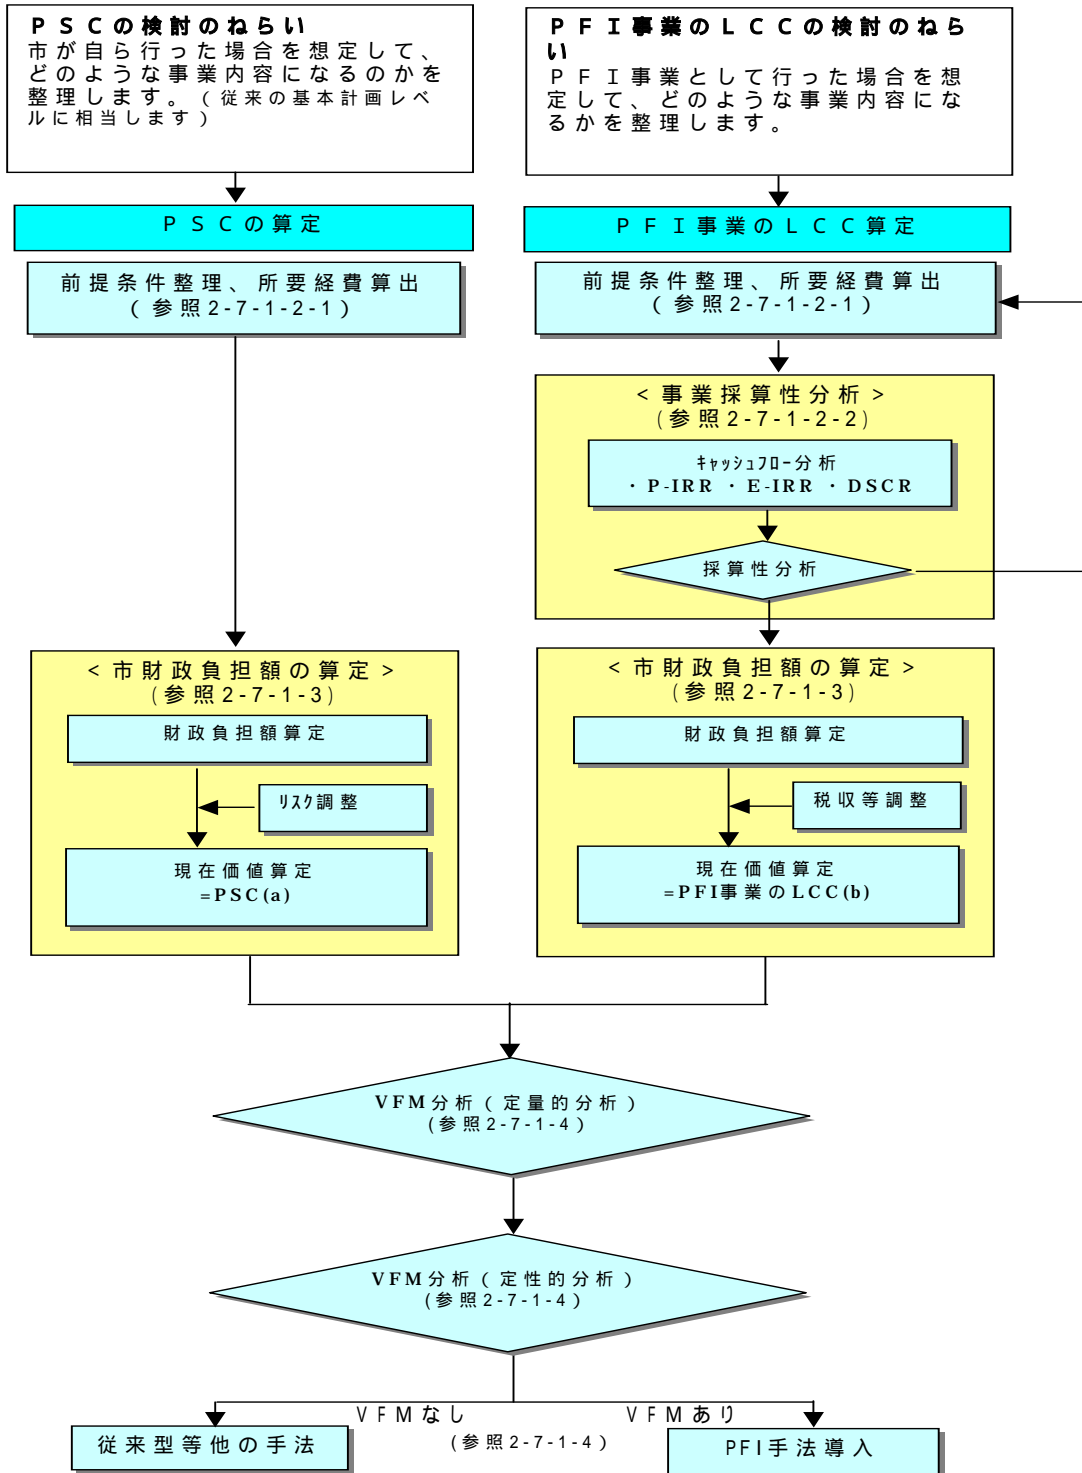 PSCの検討のねらい
市が自ら行った場合を想定して、
どのような事業内容になるのかを
整理します。(従来の基本計画レベ
ルに相当します)
PFI事業のLCCの検討のねら
い
PFI事業として行った場合を想
定して、どのような事業内容にな
るかを整理します。
PSCの算定
PFI事業のLCC算定
前提条件整理、所要経費算出
(参照2-7-1-2-1)
前提条件整理、所要経費算出
(参照2-7-1-2-1)
<事業採算性分析>
(参照2-7-1-2-2)
キャッシュフロー分析
・P-IRR ・E-IRR ・DSCR
採算性分析
<市財政負担額の算定>
(参照2-7-1-3)
財政負担額算定
リスク調整
現在価値算定
=PSC(a)
<市財政負担額の算定>
(参照2-7-1-3)
財政負担額算定
税収等調整
現在価値算定
=PFI事業のLCC(b)
VFM分析(定量的分析)
(参照2-7-1-4)
VFM分析(定性的分析)
(参照2-7-1-4)
VFMなし
VFMあり
(参照2-7-1-4)
従来型等他の手法
PFI手法導入